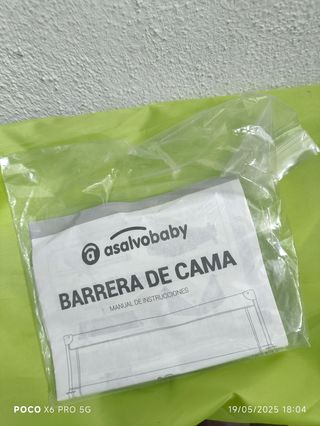 asalvobaby
BARRERA DE CAMA
MANUAL DE INSTRUCCIONES
POCO X6 PRO 5G
19/05/2025 18:04